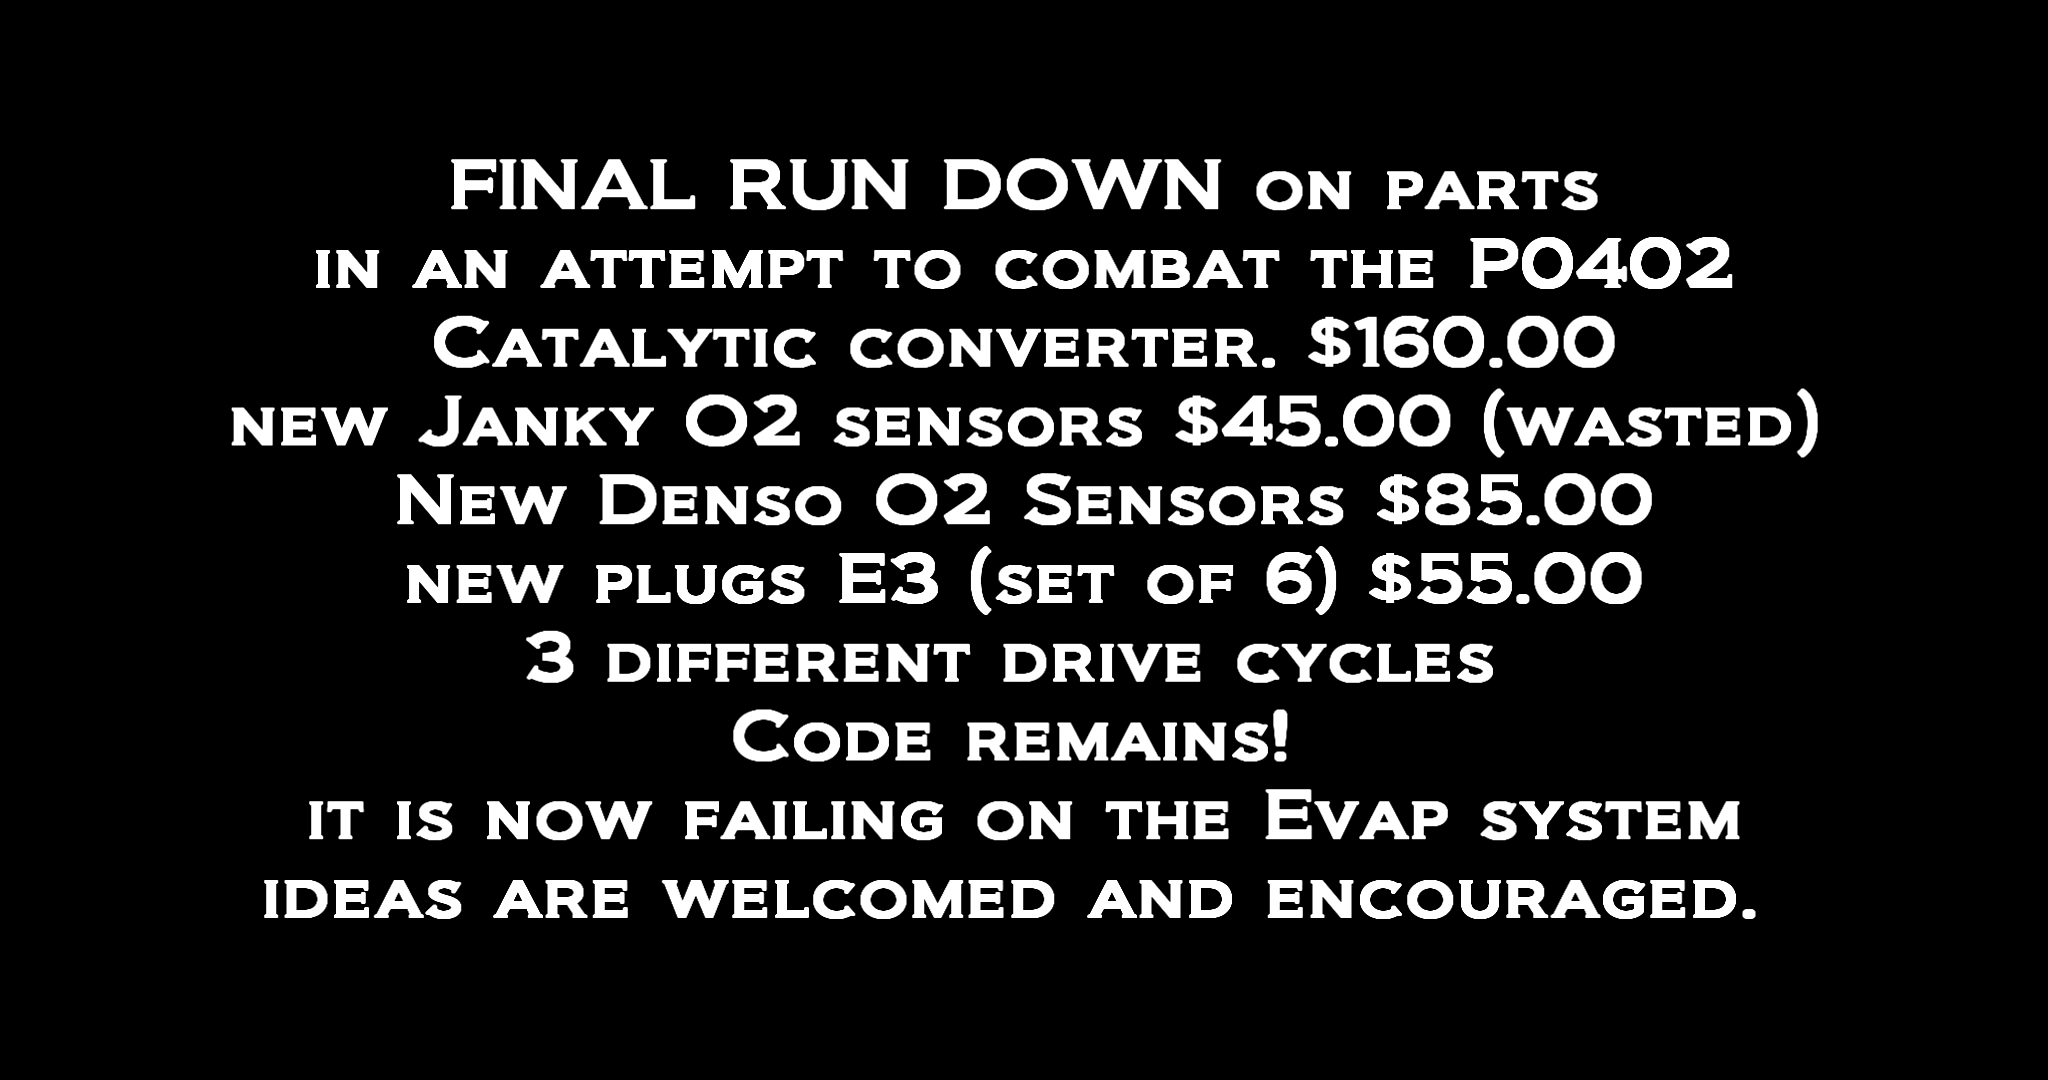 FINAL RUN DOWN on parts
in an attempt to combat the P0402
Catalytic converter. $160.00
new Janky O2 sensors $45.00 (wasted)
New Denso O2 Sensors $85.00
new plugs E3 (set of 6) $55.00
3 different drive cycles
Code remains!
it is now failing on the Evap system
ideas are welcomed and encouraged.